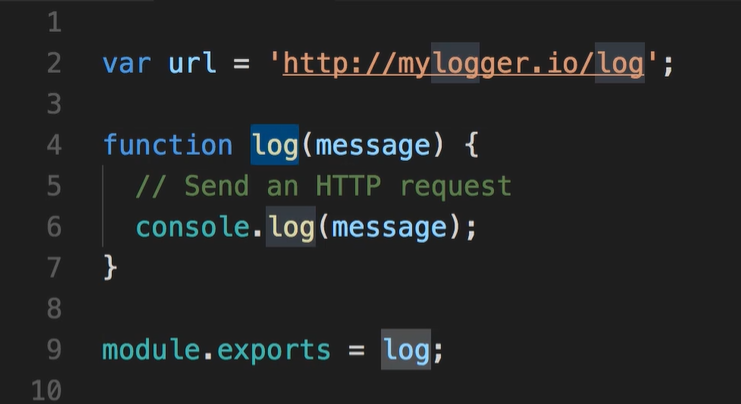 1
2 var url = 'http://mylogger.io/log';
3
4 function log(message) {
5 // Send an HTTP request
6 console.log(message);
7 }
8
9 module.exports = log;
10